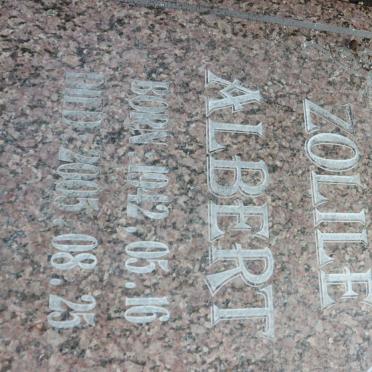 ZOLILE
ALBERT
BORN 1942. 05. 16
DIED 2005. 08. 25